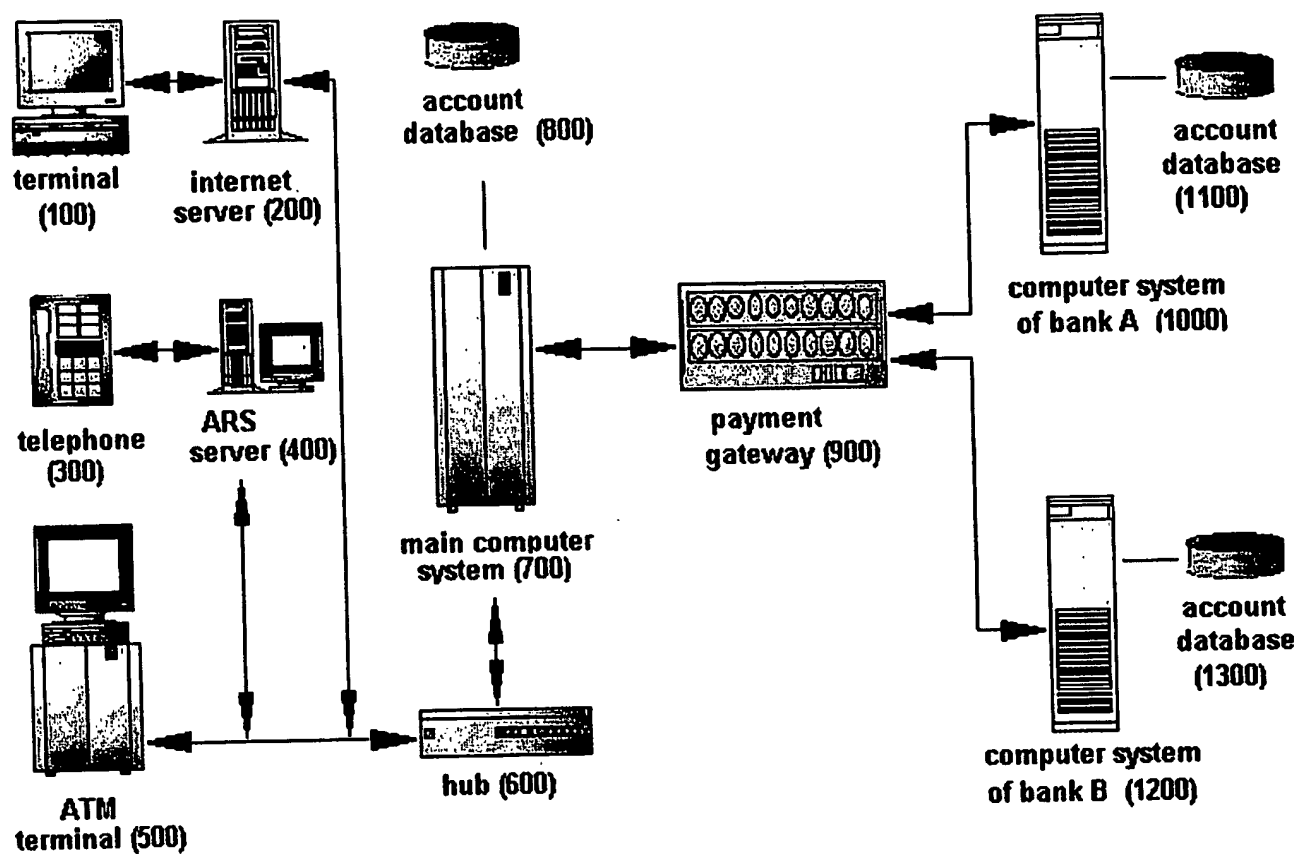 terminal
(100)
internet
server (200)
account
database (800)
account
database
(1100)
computer system
of bank A (1000)
telephone
(300)
ARS
server (400)
main computer
system (700)
payment
gateway (900)
ATM
terminal (500)
hub (600)
account
database
(1300)
computer system
of bank B (1200)